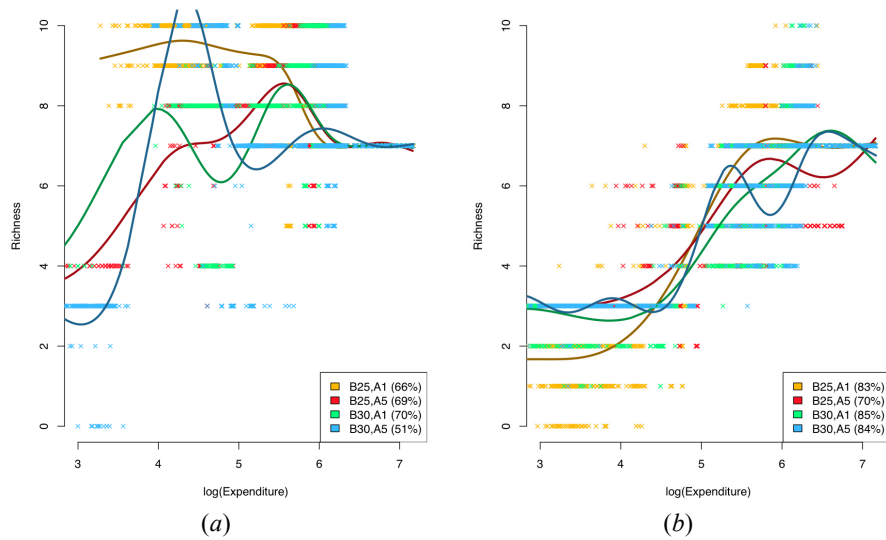 10
8
6
4
2
0
Richness
3
4
5
6
7
log(Expenditure)
B25,A1 (66%)
B25,A5 (69%)
B30,A1 (70%)
B30,A5 (51%)
(a)
10
8
6
4
2
0
Richness
3
4
5
6
7
log(Expenditure)
B25,A1 (83%)
B25,A5 (70%)
B30,A1 (85%)
B30,A5 (84%)
(b)